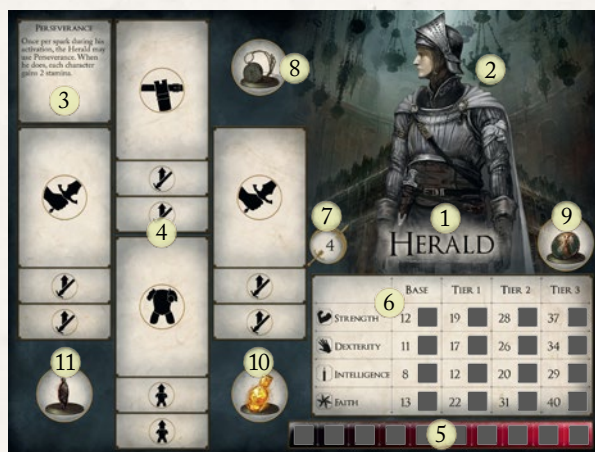 PERSEVERANCE
Once per spark during his
activation, the Herald may
use Perseverance. When
he does, each character
gains 2 stamina.
3
8
2
4
7
4
1
9
HERALD
6
BASE TIER 1 TIER 2 TIER 3
STRENGTH 12 19 28 37
DEXTERITY 11 17 26 34
INTELLIGENCE 8 12 20 29
FAITH 13 22 31 40
11
10
5